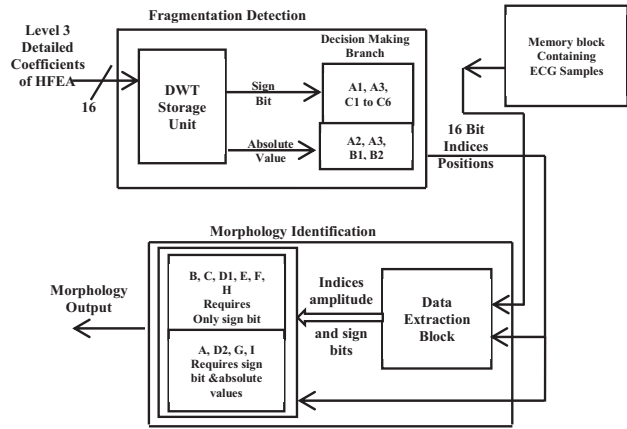 Fragmentation Detection
Level 3
Detailed
Coefficients
of HFEA
16
DWT
Storage
Unit
Sign
Bit
Absolute
Value
Decision Making
Branch
A1, A3,
C1 to C6
A2, A3,
B1, B2
Memory block
Containing
ECG Samples
16 Bit
Indices
Positions
Morphology Identification
Morphology
Output
B, C, D1, E, F,
H
Requires
Only sign bit
A, D2, G, I
Requires sign
bit &absolute
values
Indices
amplitude
and sign
bits
Data
Extraction
Block